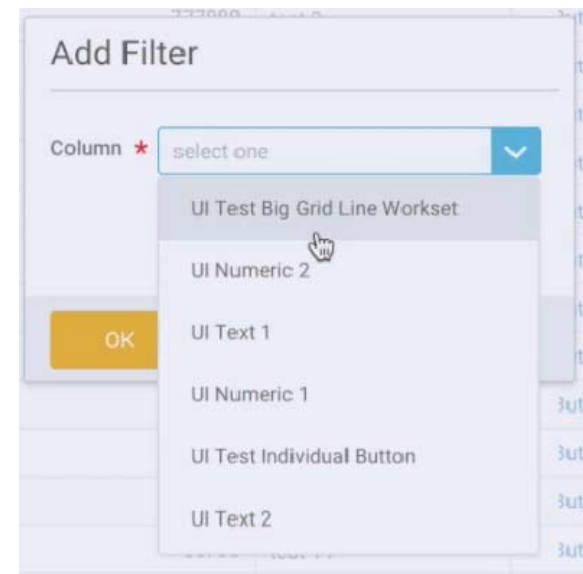 Add Filter
Column *
select one
UI Test Big Grid Line Workset
UI Numeric 2
UI Text 1
OK
UI Numeric 1
UI Test Individual Button
UI Text 2